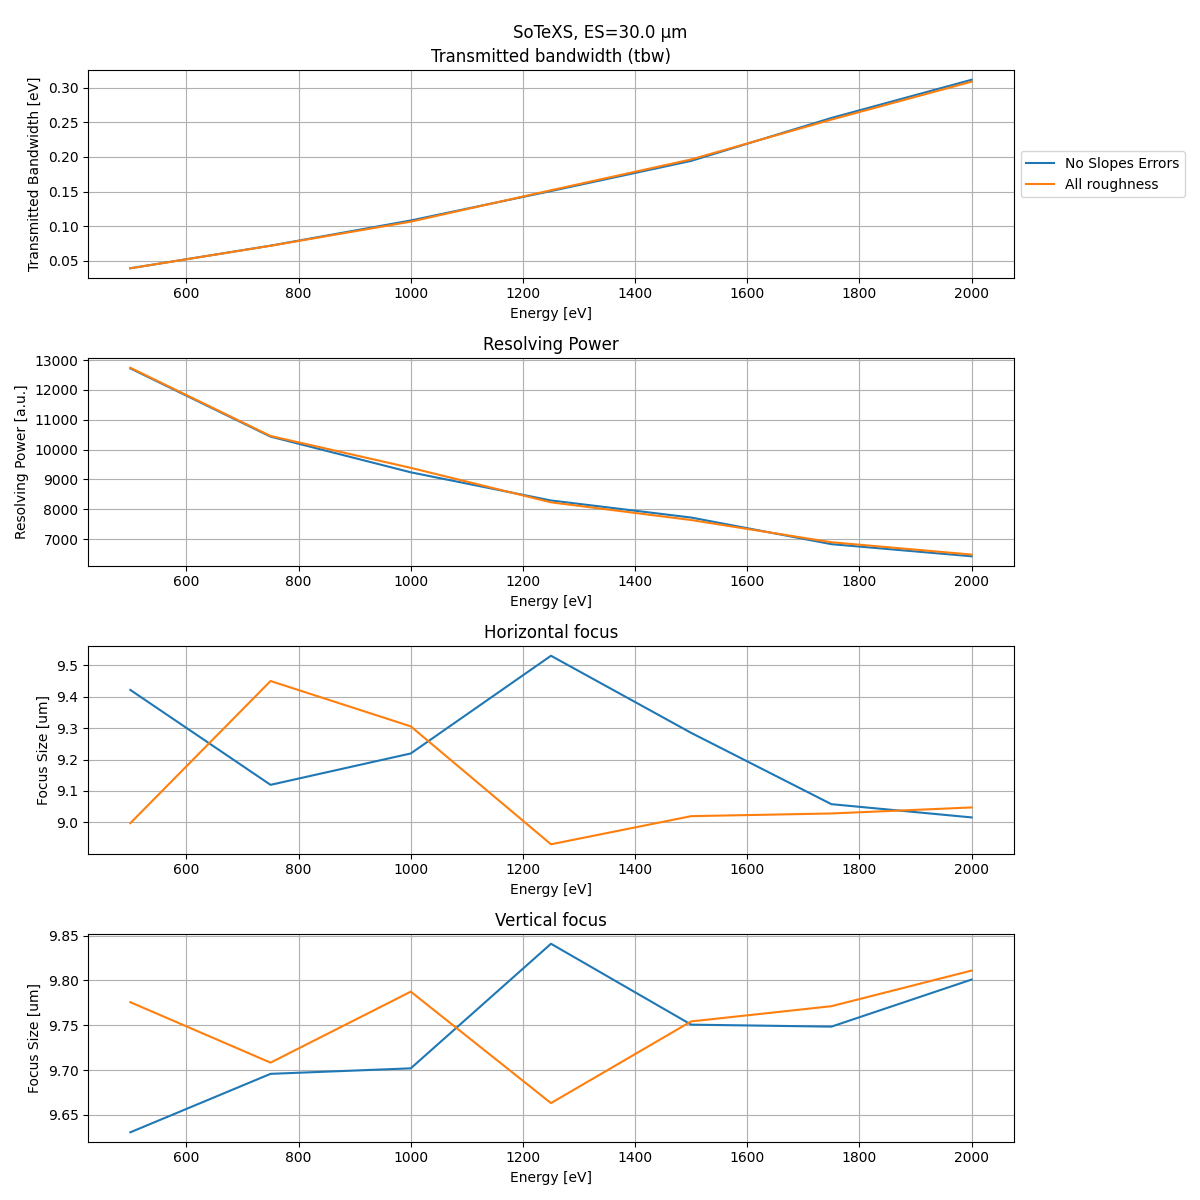 SoTeXS, ES=30.0 μm
Transmitted bandwidth (tbw)
Transmitted Bandwidth [eV]
0.30
0.25
0.20
0.15
0.10
0.05
600 800 1000 1200 1400 1600 1800 2000
Energy [eV]
No Slopes Errors
All roughness
Resolving Power
Resolving Power [a.u.]
13000
12000
11000
10000
9000
8000
7000
600 800 1000 1200 1400 1600 1800 2000
Energy [eV]
Horizontal focus
Focus Size [um]
9.5
9.4
9.3
9.2
9.1
9.0
600 800 1000 1200 1400 1600 1800 2000
Energy [eV]
Vertical focus
Focus Size [um]
9.85
9.80
9.75
9.70
9.65
600 800 1000 1200 1400 1600 1800 2000
Energy [eV]